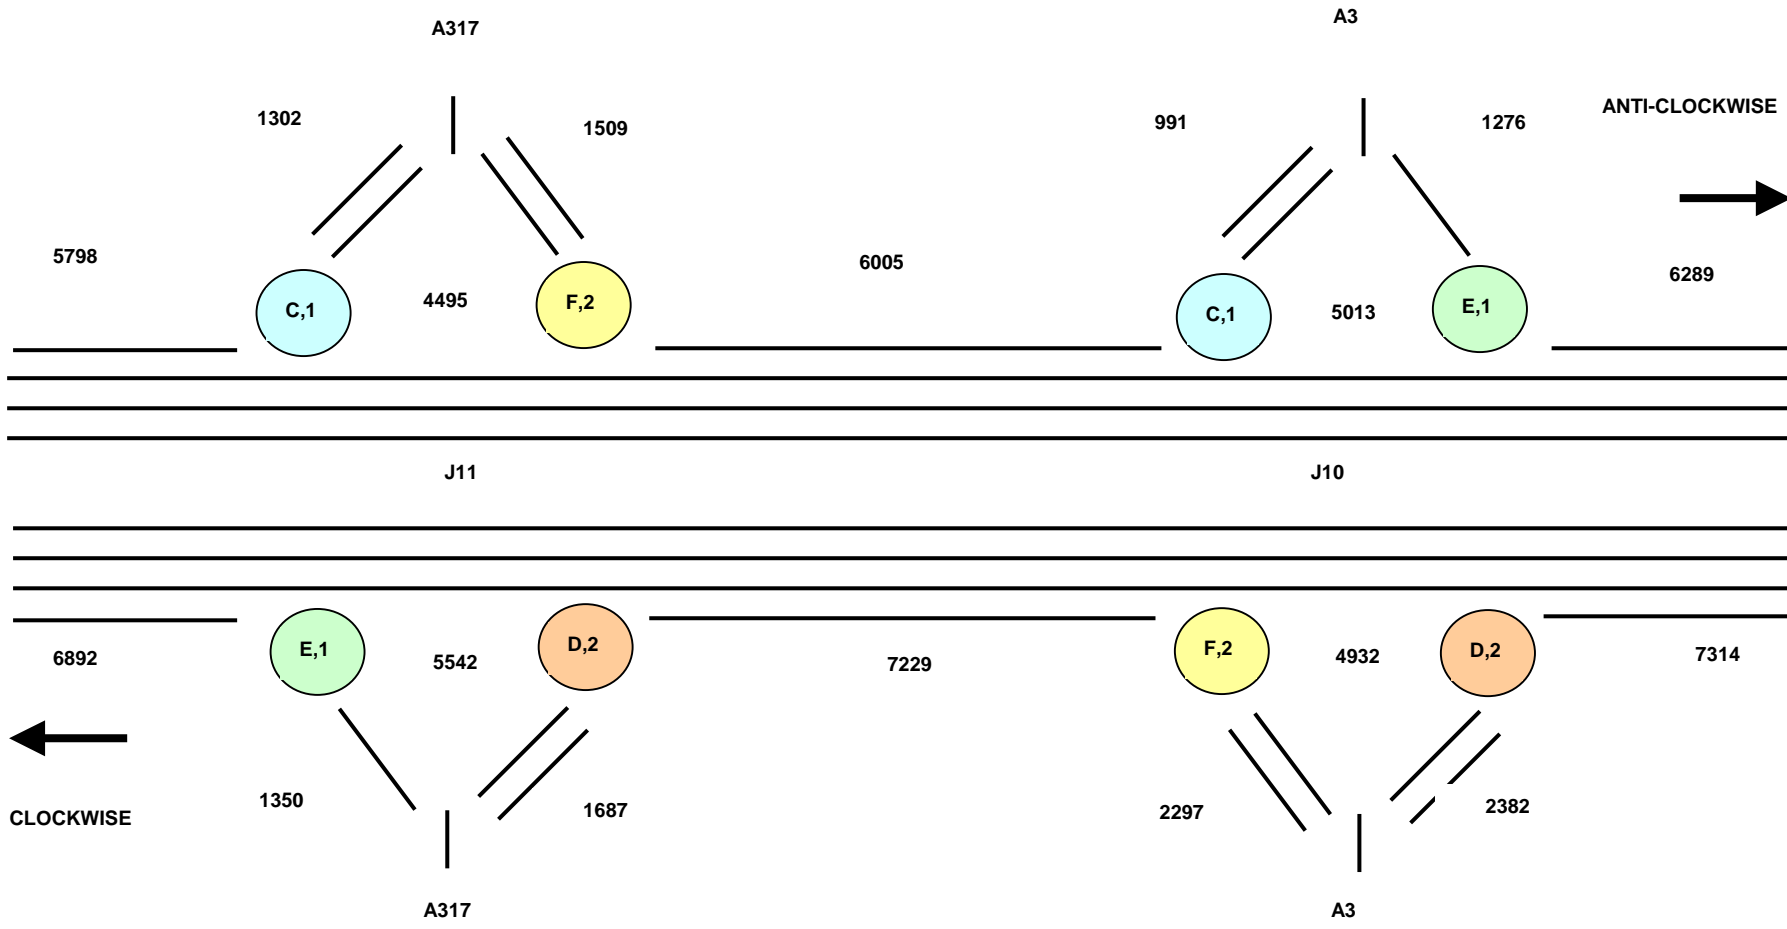 A317
A3
1302
1509
991
1276
ANTI-CLOCKWISE
5798
6005
6289
C,1
4495
F,2
C,1
5013
E,1
J11
J10
E,1
5542
D,2
F,2
4932
D,2
6892
7229
7314
1350
1687
2297
2382
CLOCKWISE
A317
A3